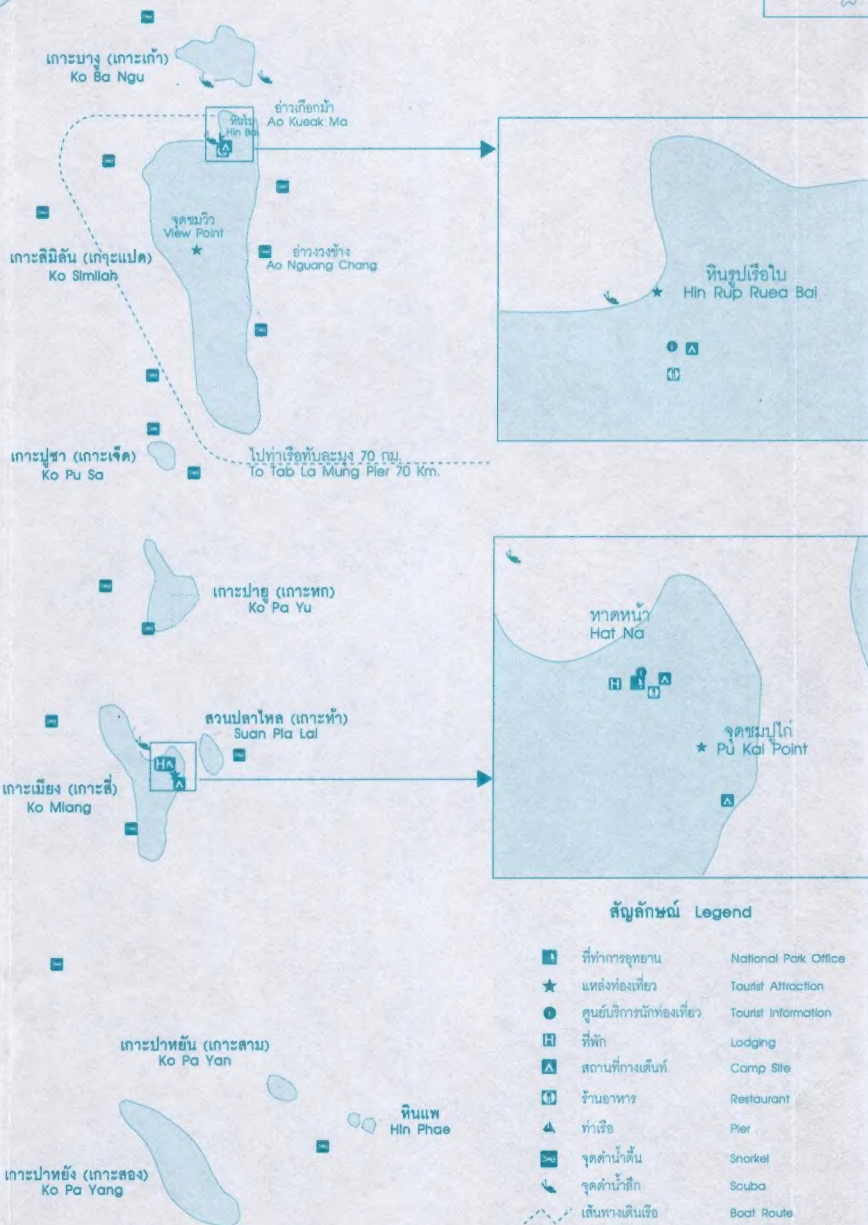 เกาะบางู (เกาะเก้า)
Ko Ba Ngu
อ่าวเกือกม้า
Ao Kueak Ma
หินใบ
Hin Bai
จุดชมวิว
View Point
เกาะสิมิลัน (เกาะแปด)
Ko Similan
อ่าวงวงช้าง
Ao Nguang Chang
หินรูปเรือใบ
Hin Rup Ruea Bai
เกาะปูซา (เกาะเจ็ด)
Ko Pu Sa
ไปท่าเรือทับละมุง 70 กม.
To Tab La Mung Pier 70 Km.
เกาะปายู (เกาะหก)
Ko Pa Yu
หาดหน้า
Hat Na
จุดชมปูไก่
Pu Kai Point
สวนปลาไหล (เกาะห้า)
Suan Pla Lai
เกาะเมียง (เกาะสี่)
Ko Miang
สัญลักษณ์ Legend
ที่ทำการอุทยาน National Park Office
แหล่งท่องเที่ยว Tourist Attraction
ศูนย์บริการนักท่องเที่ยว Tourist Information
ที่พัก Lodging
สถานที่กางเต็นท์ Camp Site
ร้านอาหาร Restaurant
ท่าเรือ Pier
จุดดำน้ำตื้น Snorkel
จุดดำน้ำลึก Scuba
เส้นทางเดินเรือ Boat Route
เกาะปาหยัน (เกาะสาม)
Ko Pa Yan
หินแพ
Hin Phae
เกาะปาหยัง (เกาะสอง)
Ko Pa Yang